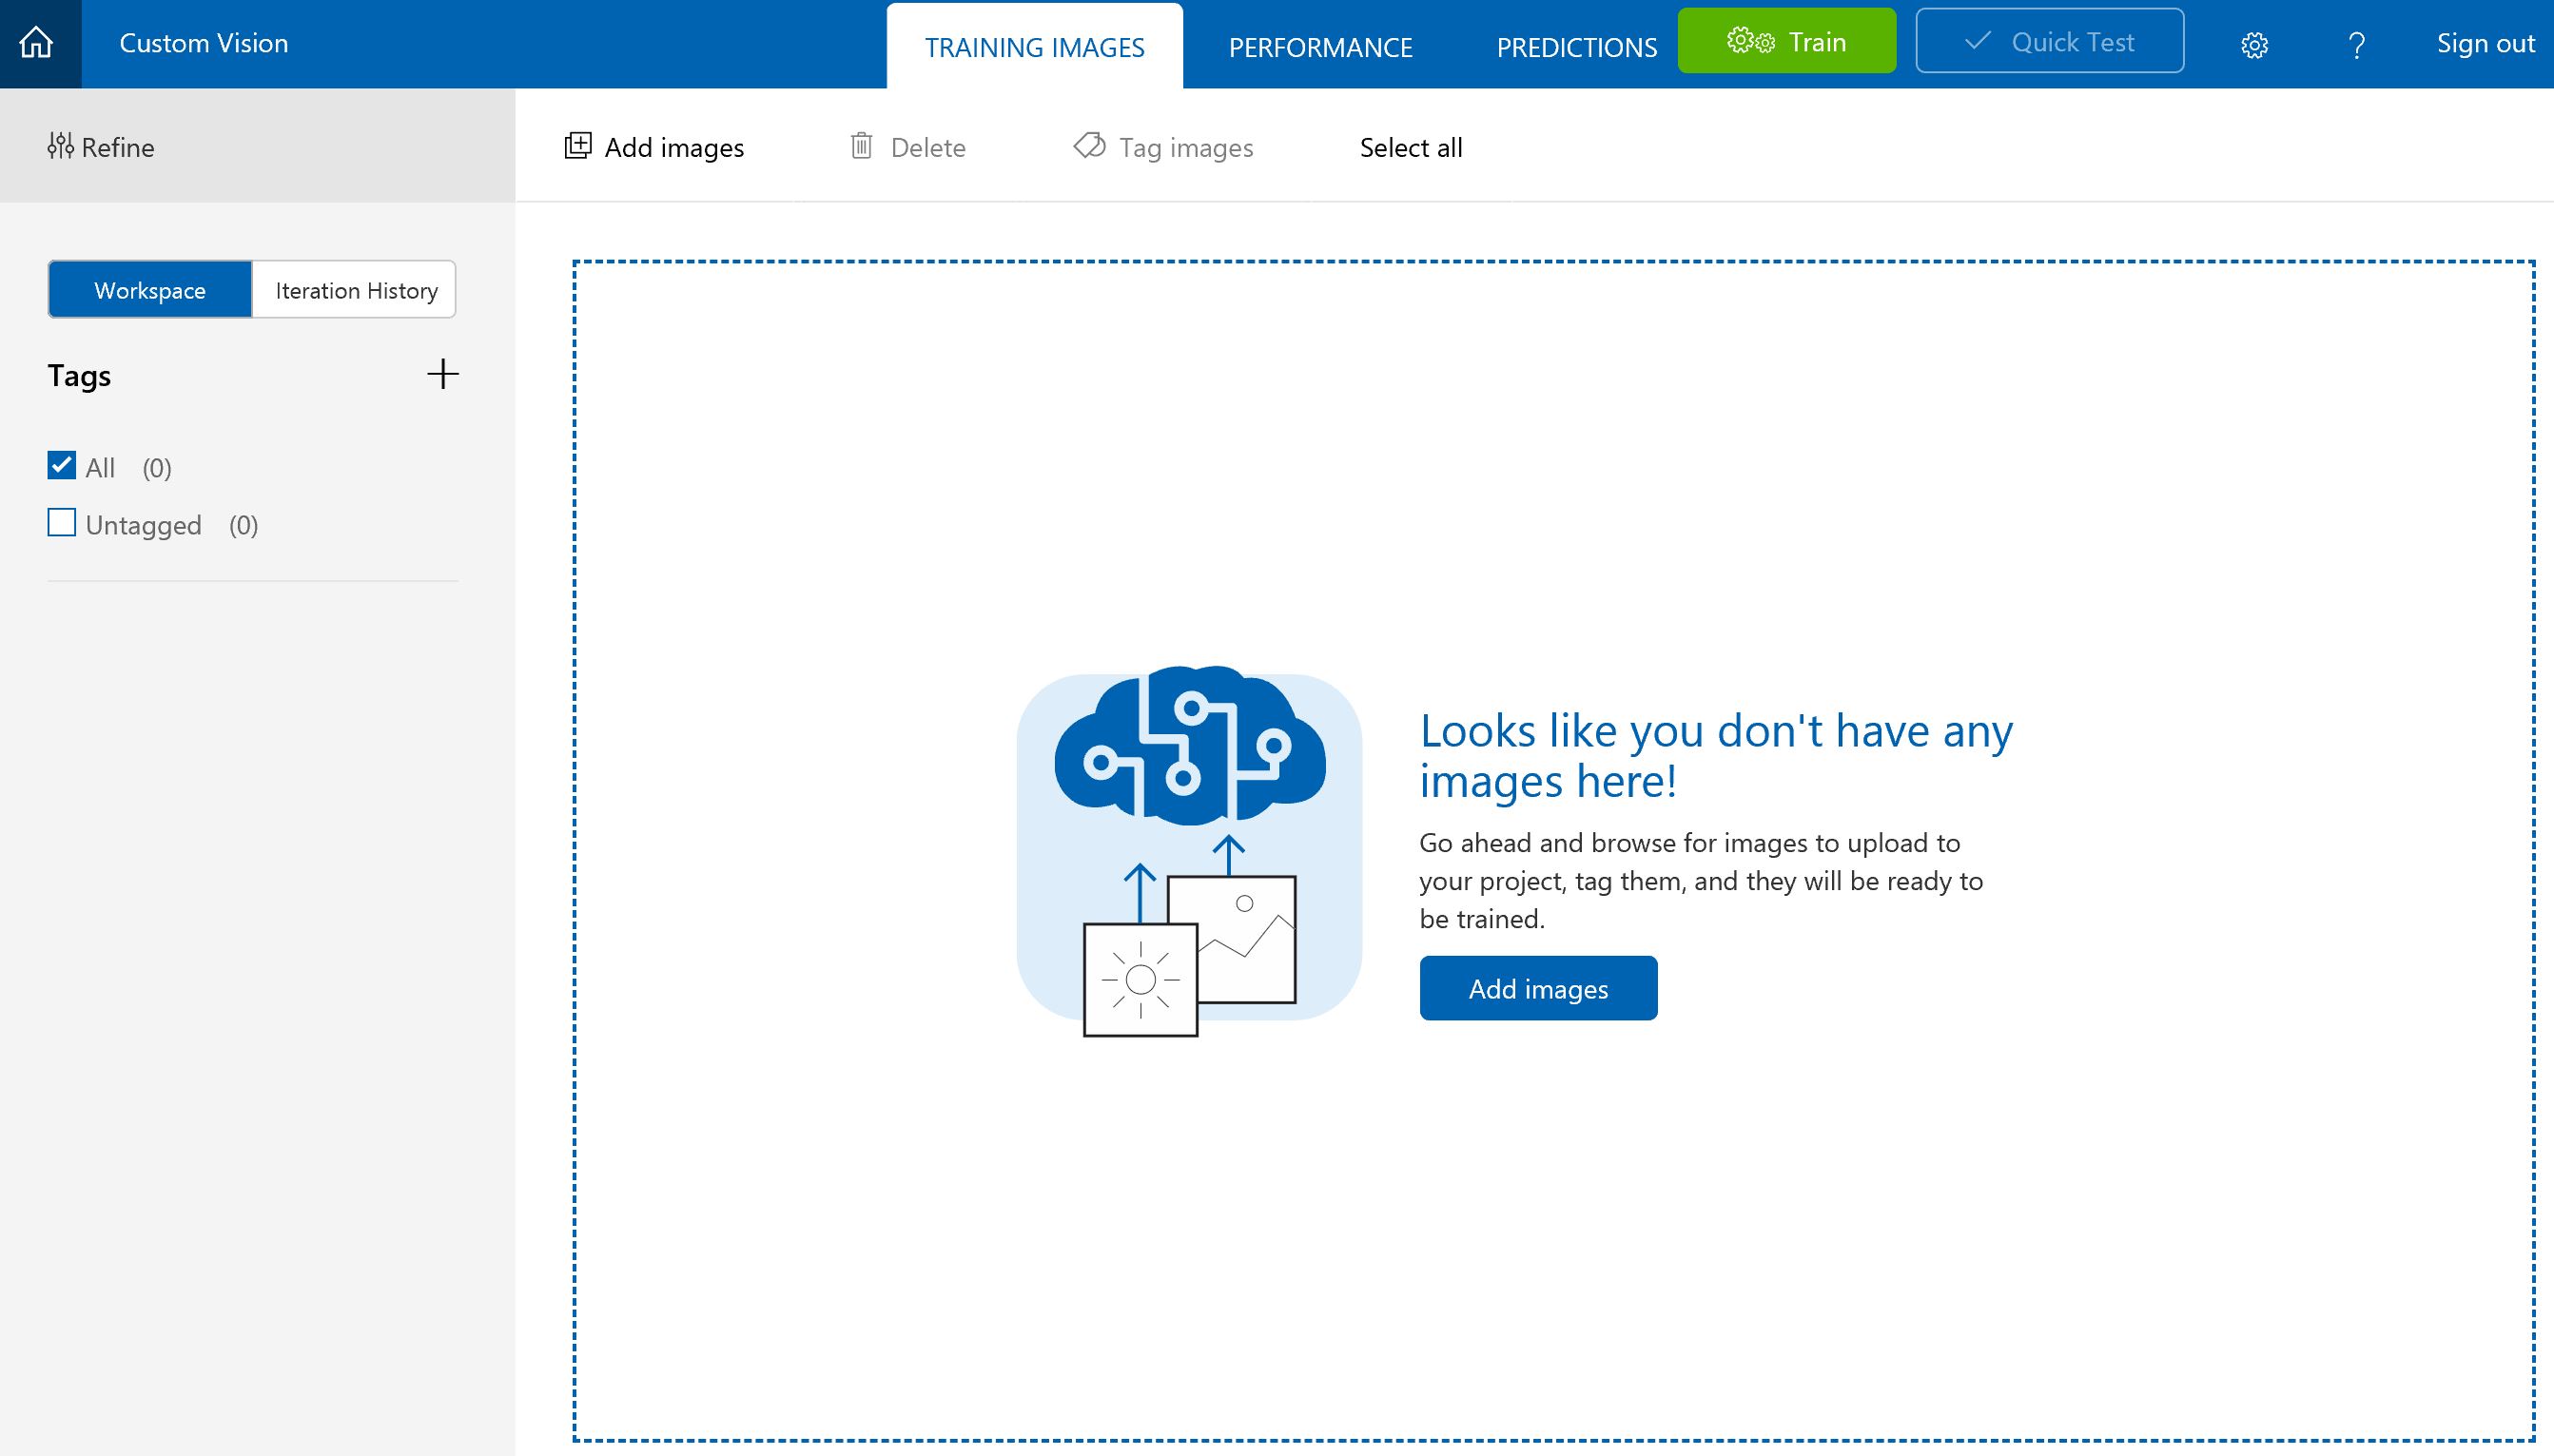 Custom Vision
TRAINING IMAGES
PERFORMANCE
PREDICTIONS
Train
Quick Test
?
Sign out
Refine
Add images
Delete
Tag images
Select all
Workspace
Iteration History
Tags
All (0)
Untagged (0)
Looks like you don't have any
images here!
Go ahead and browse for images to upload to
your project, tag them, and they will be ready to
be trained.
Add images